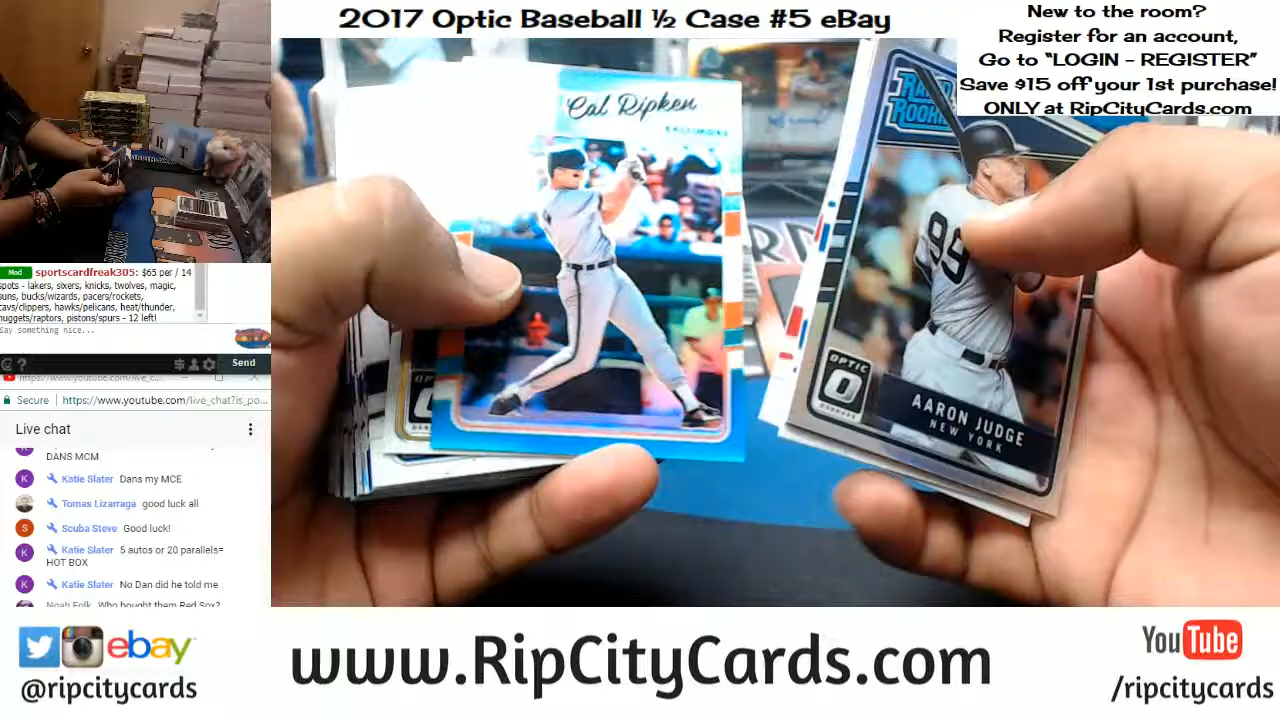 2017 Optic Baseball ½ Case #5 eBay
New to the room?
Register for an account,
Go to “LOGIN - REGISTER”
Save $15 off your 1st purchase!
ONLY at RipCityCards.com
Cal Ripken
BALTIMORE
RATED
ROOKIE
99
OPTIC
AARON JUDGE
NEW YORK
Mod sportscardfreak305: $65 per / 14
spots - lakers, sixers, knicks, twolves, magic,
suns, bucks/wizards, pacers/rockets,
cavs/clippers, hawks/pelicans, heat/thunder,
nuggets/raptors, pistons/spurs - 12 left!
Say something nice...
Send
https://www.youtube.com/live_c...
Secure https://www.youtube.com/live_chat?is_po...
Live chat
DANS MCM
K Katie Slater Dans my MCE
Tomas Lizarraga good luck all
S Scuba Steve Good luck!
K Katie Slater 5 autos or 20 parallels=
HOT BOX
K Katie Slater No Dan did he told me
Noah Folk Who bought them Red Sox?
ebay
@ripcitycards
www.RipCityCards.com
YouTube
/ripcitycards